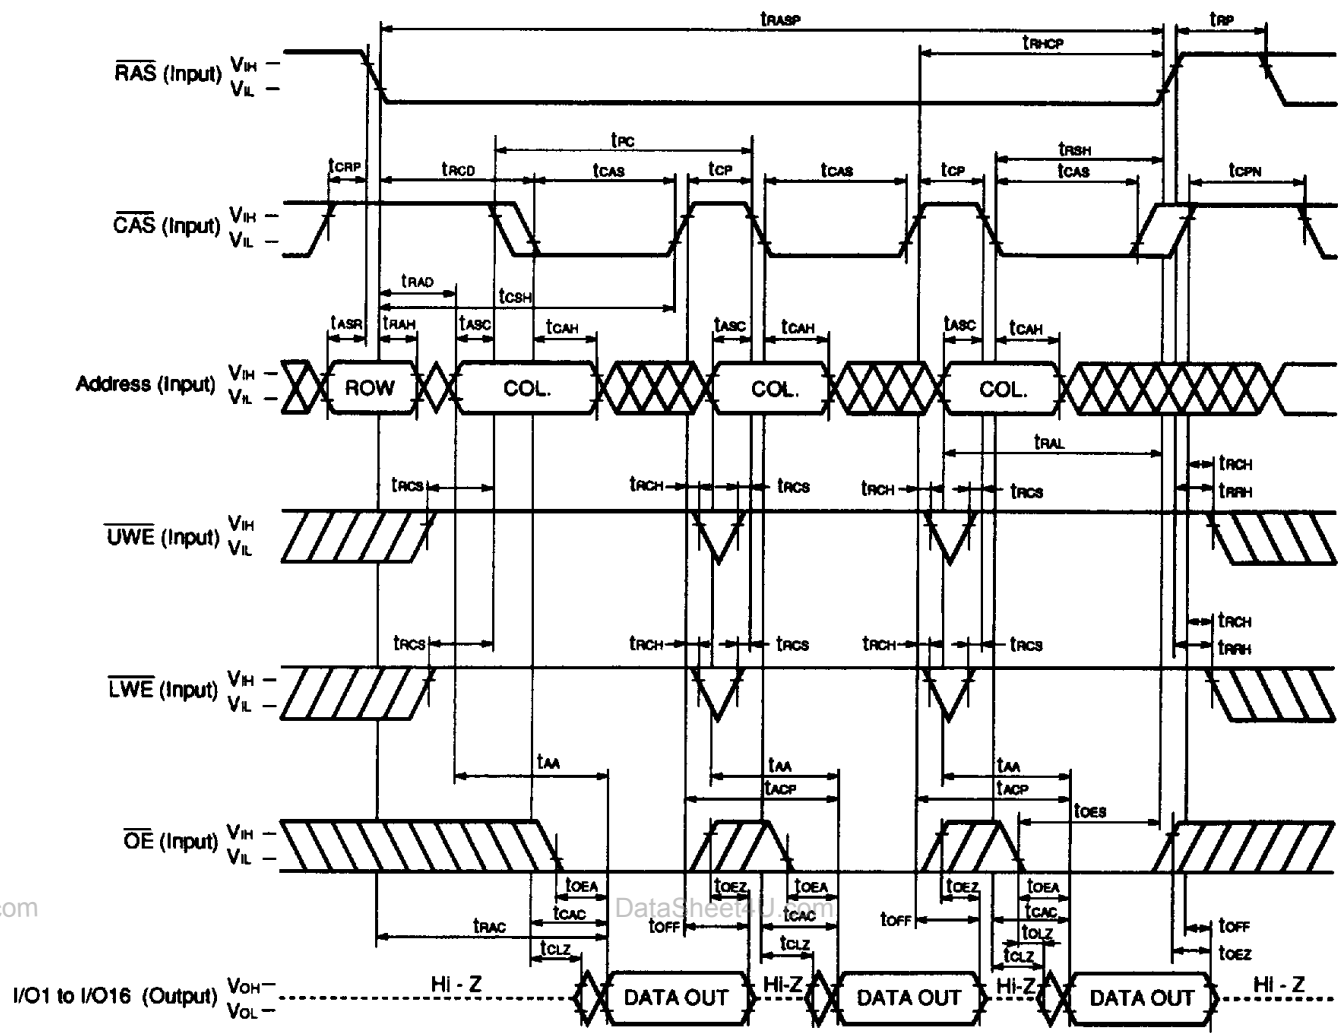 tRASP tRP
tRHCP
RAS (Input) VIH
VIL
tPC tRSH
tCRP tRCD tCAS tCP tCAS tCP tCAS tCPN
CAS (Input) VIH
VIL
tRAD
tCSH
tASR tRAH tASC tCAH tASC tCAH tASC tCAH
Address (Input) VIH
VIL
ROW COL. COL. COL.
tRAL
tRCH
tRCS tRCH tRCS tRCH tRCS tRRH
UWE (Input) VIH
VIL
tRCH
tRCS tRCH tRCS tRCH tRCS tRRH
LWE (Input) VIH
VIL
tAA tAA tAA
tACP tACP
tOES
OE (Input) VIH
VIL
tOEA tOEZ tOEA tOEZ tOEA
.com DataSheet4U.com
tCAC tCAC tCAC
tRAC tOFF tOFF tOLZ tOFF
tCLZ tCLZ tCLZ tOEZ
I/O1 to I/O16 (Output) VOH
VOL
Hi - Z DATA OUT Hi-Z DATA OUT Hi-Z DATA OUT Hi - Z